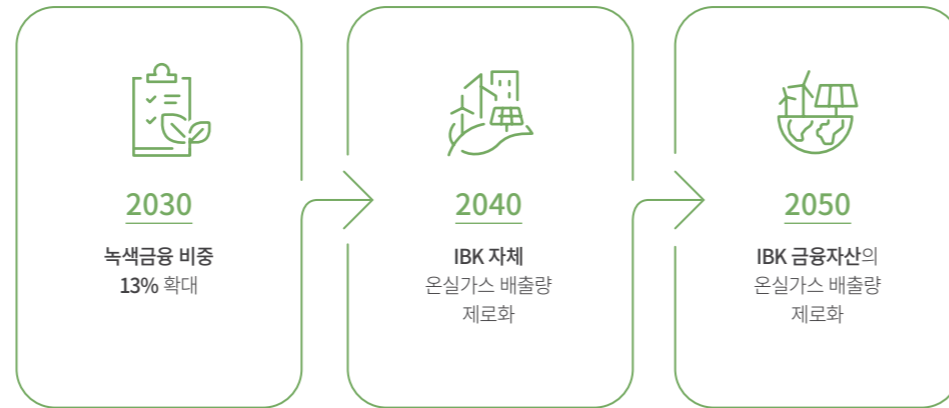 2030
녹색금융 비중
13% 확대
2040
IBK 자체
온실가스 배출량
제로화
2050
IBK 금융자산의
온실가스 배출량
제로화